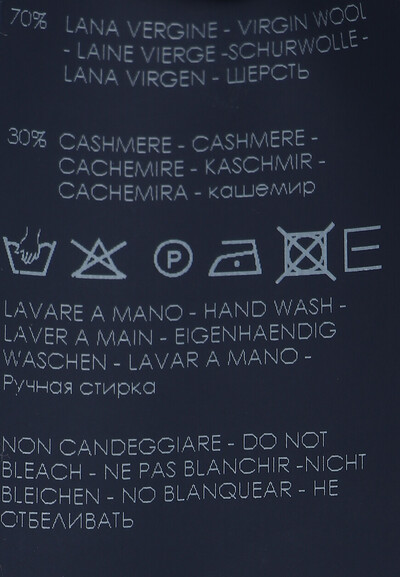 70% LANA VERGINE - VIRGIN WOOL
- LAINE VIERGE -SCHURWOLLE -
LANA VIRGEN - ШЕРСТЬ
30% CASHMERE - CASHMERE -
CACHEMIRE - KASCHMIR -
CACHEMIRA - кашемир
P
LAVARE A MANO - HAND WASH -
LAVER A MAIN - EIGENHAENDIG
WASCHEN - LAVAR A MANO -
Ручная стирка
NON CANDEGGIARE - DO NOT
BLEACH - NE PAS BLANCHIR -NICHT
BLEICHEN - NO BLANQUEAR - НЕ
ОТБЕЛИВАТЬ